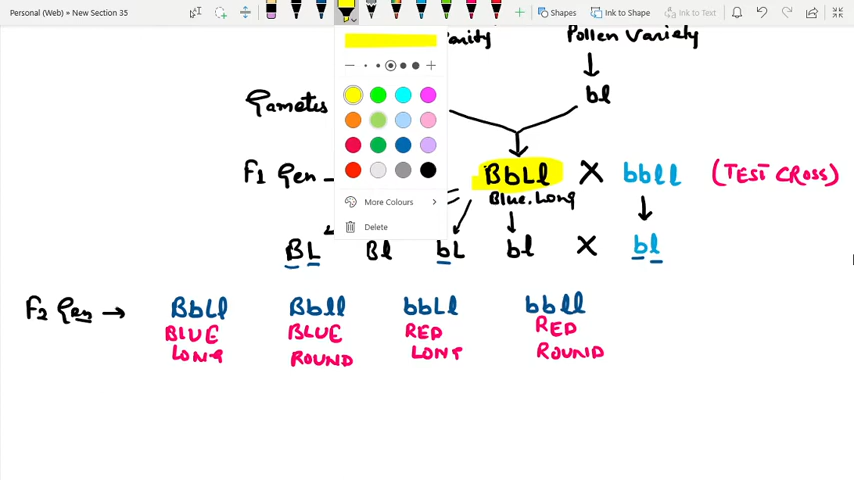 Personal (Web) » New Section 35
Shapes
Ink to Shape
Ink to Text
Pollen Variety
bl
Gametes
F1 Gen
BbLl X bbll (TEST CROSS)
Blue, Long
BL Bl bL bl X bl
More Colours
Delete
F2 Gen → BbLl Bbll bbLl bbll
BLUE LONG
BLUE ROUND
RED LONG
RED ROUND